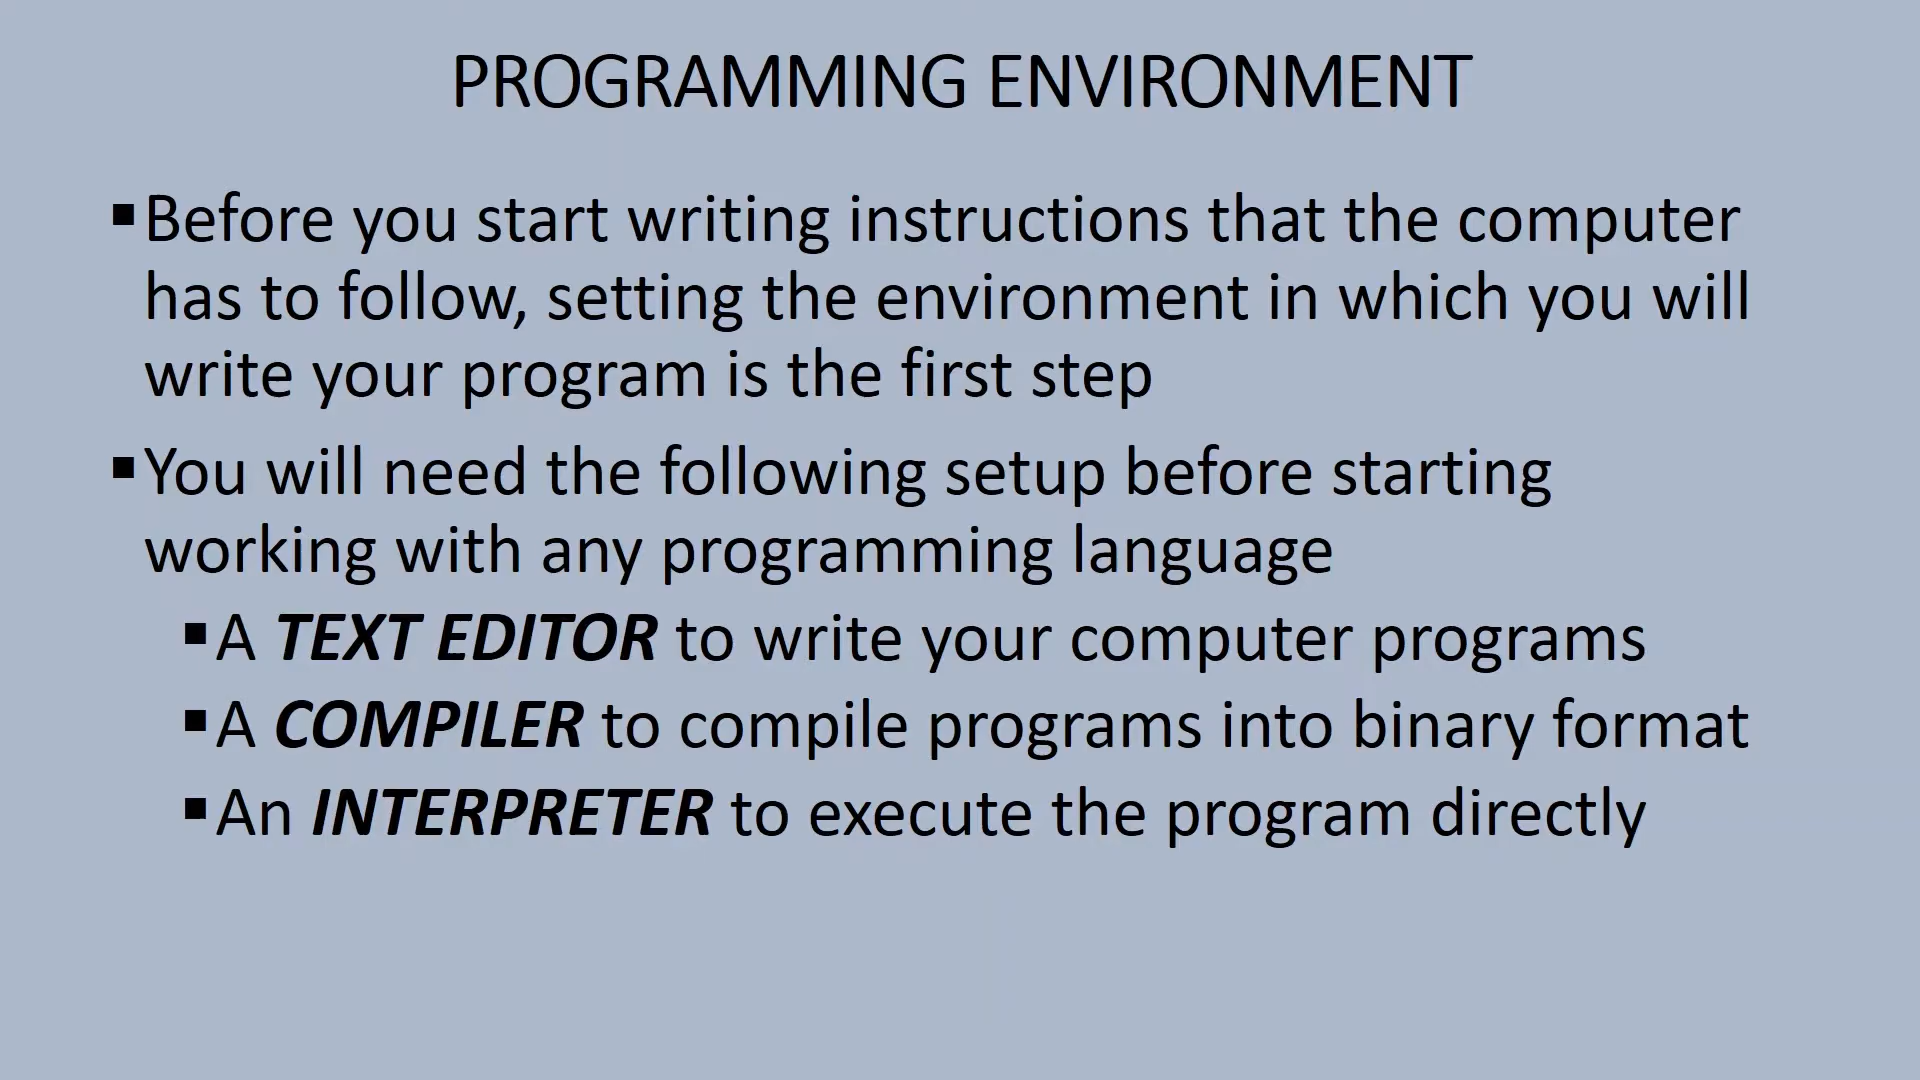 PROGRAMMING ENVIRONMENT
▪Before you start writing instructions that the computer
has to follow, setting the environment in which you will
write your program is the first step
▪You will need the following setup before starting
working with any programming language
▪A TEXT EDITOR to write your computer programs
▪A COMPILER to compile programs into binary format
▪An INTERPRETER to execute the program directly